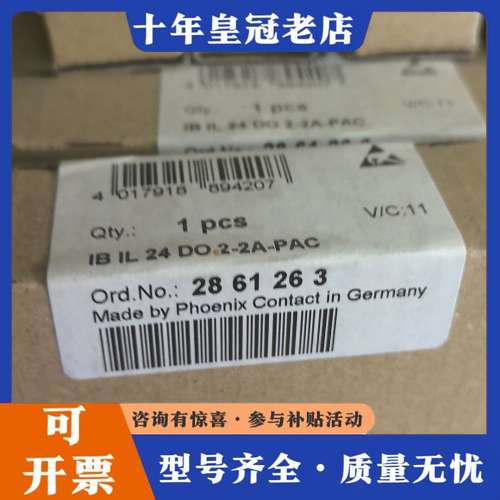 十年皇冠老店
Qty.: 1 pcs V/C:11
IB IL 24 DO 2-2A-PAC
4 017918 894207
Qty.: 1 pcs V/C:11
IB IL 24 DO 2-2A-PAC
Ord.No.: 28 61 26 3
Made by Phoenix Contact in Germany
咨询有惊喜·参与补贴活动
可开票
型号齐全·质量无忧